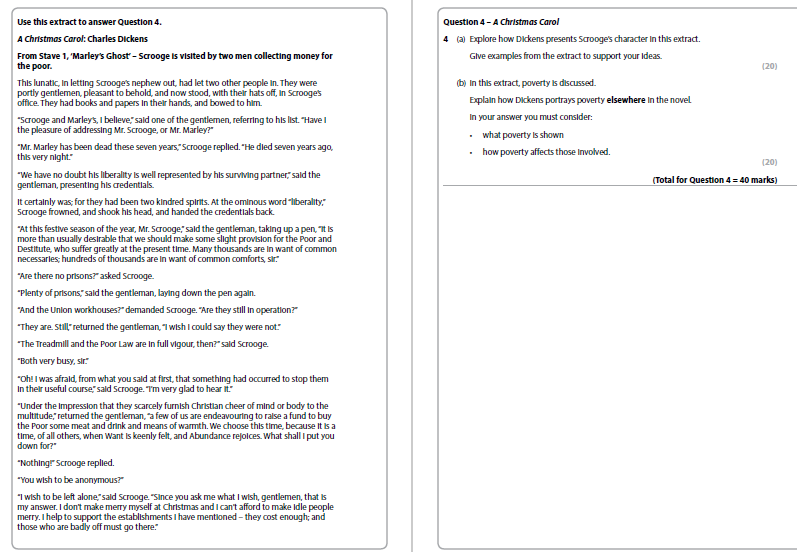 Use this extract to answer Question 4.
A Christmas Carol: Charles Dickens
From Stave 1, ‘Marley’s Ghost’ – Scrooge is visited by two men collecting money for
the poor.
This lunatic, in letting Scrooge’s nephew out, had let two other people in. They were
portly gentlemen, pleasant to behold, and now stood, with their hats off, in Scrooge’s
office. They had books and papers in their hands, and bowed to him.
“Scrooge and Marley’s, I believe,” said one of the gentlemen, referring to his list. “Have I
the pleasure of addressing Mr. Scrooge, or Mr. Marley?”
“Mr. Marley has been dead these seven years,” Scrooge replied. “He died seven years ago,
this very night.”
“We have no doubt his liberality is well represented by his surviving partner,” said the
gentleman, presenting his credentials.
It certainly was; for they had been two kindred spirits. At the ominous word “liberality,”
Scrooge frowned, and shook his head, and handed the credentials back.
“At this festive season of the year, Mr. Scrooge,” said the gentleman, taking up a pen, “it is
more than usually desirable that we should make some slight provision for the Poor and
Destitute, who suffer greatly at the present time. Many thousands are in want of common
necessaries; hundreds of thousands are in want of common comforts, sir.”
“Are there no prisons?” asked Scrooge.
“Plenty of prisons,” said the gentleman, laying down the pen again.
“And the Union workhouses?” demanded Scrooge. “Are they still in operation?”
“They are. Still,” returned the gentleman, “I wish I could say they were not.”
“The Treadmill and the Poor Law are in full vigour, then?” said Scrooge.
“Both very busy, sir.”
“Oh! I was afraid, from what you said at first, that something had occurred to stop them
in their useful course,” said Scrooge. “I’m very glad to hear it.”
“Under the impression that they scarcely furnish Christian cheer of mind or body to the
multitude,” returned the gentleman, “a few of us are endeavouring to raise a fund to buy
the Poor some meat and drink and means of warmth. We choose this time, because it is a
time, of all others, when Want is keenly felt, and Abundance rejoices. What shall I put you
down for?”
“Nothing!” Scrooge replied.
“You wish to be anonymous?”
“I wish to be left alone,” said Scrooge. “Since you ask me what I wish, gentlemen, that is
my answer. I don’t make merry myself at Christmas and I can’t afford to make idle people
merry. I help to support the establishments I have mentioned – they cost enough; and
those who are badly off must go there.”
Question 4 – A Christmas Carol
4 (a) Explore how Dickens presents Scrooge’s character in this extract.
Give examples from the extract to support your ideas.
(20)
(b) In this extract, poverty is discussed.
Explain how Dickens portrays poverty elsewhere in the novel.
In your answer you must consider:
• what poverty is shown
• how poverty affects those involved.
(20)
(Total for Question 4 = 40 marks)